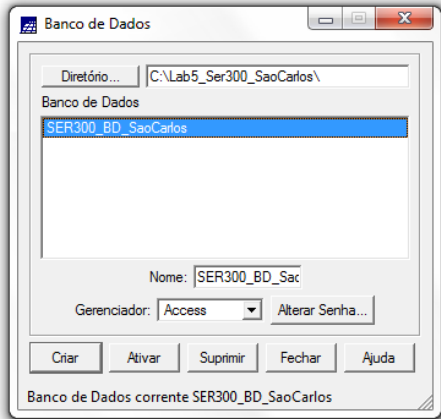 Banco de Dados
Diretório... C:\Lab5_Ser300_SaoCarlos\
Banco de Dados
SER300_BD_SaoCarlos
Nome: SER300_BD_Sac
Gerenciador: Access Alterar Senha...
Criar Ativar Suprimir Fechar Ajuda
Banco de Dados corrente SER300_BD_SaoCarlos